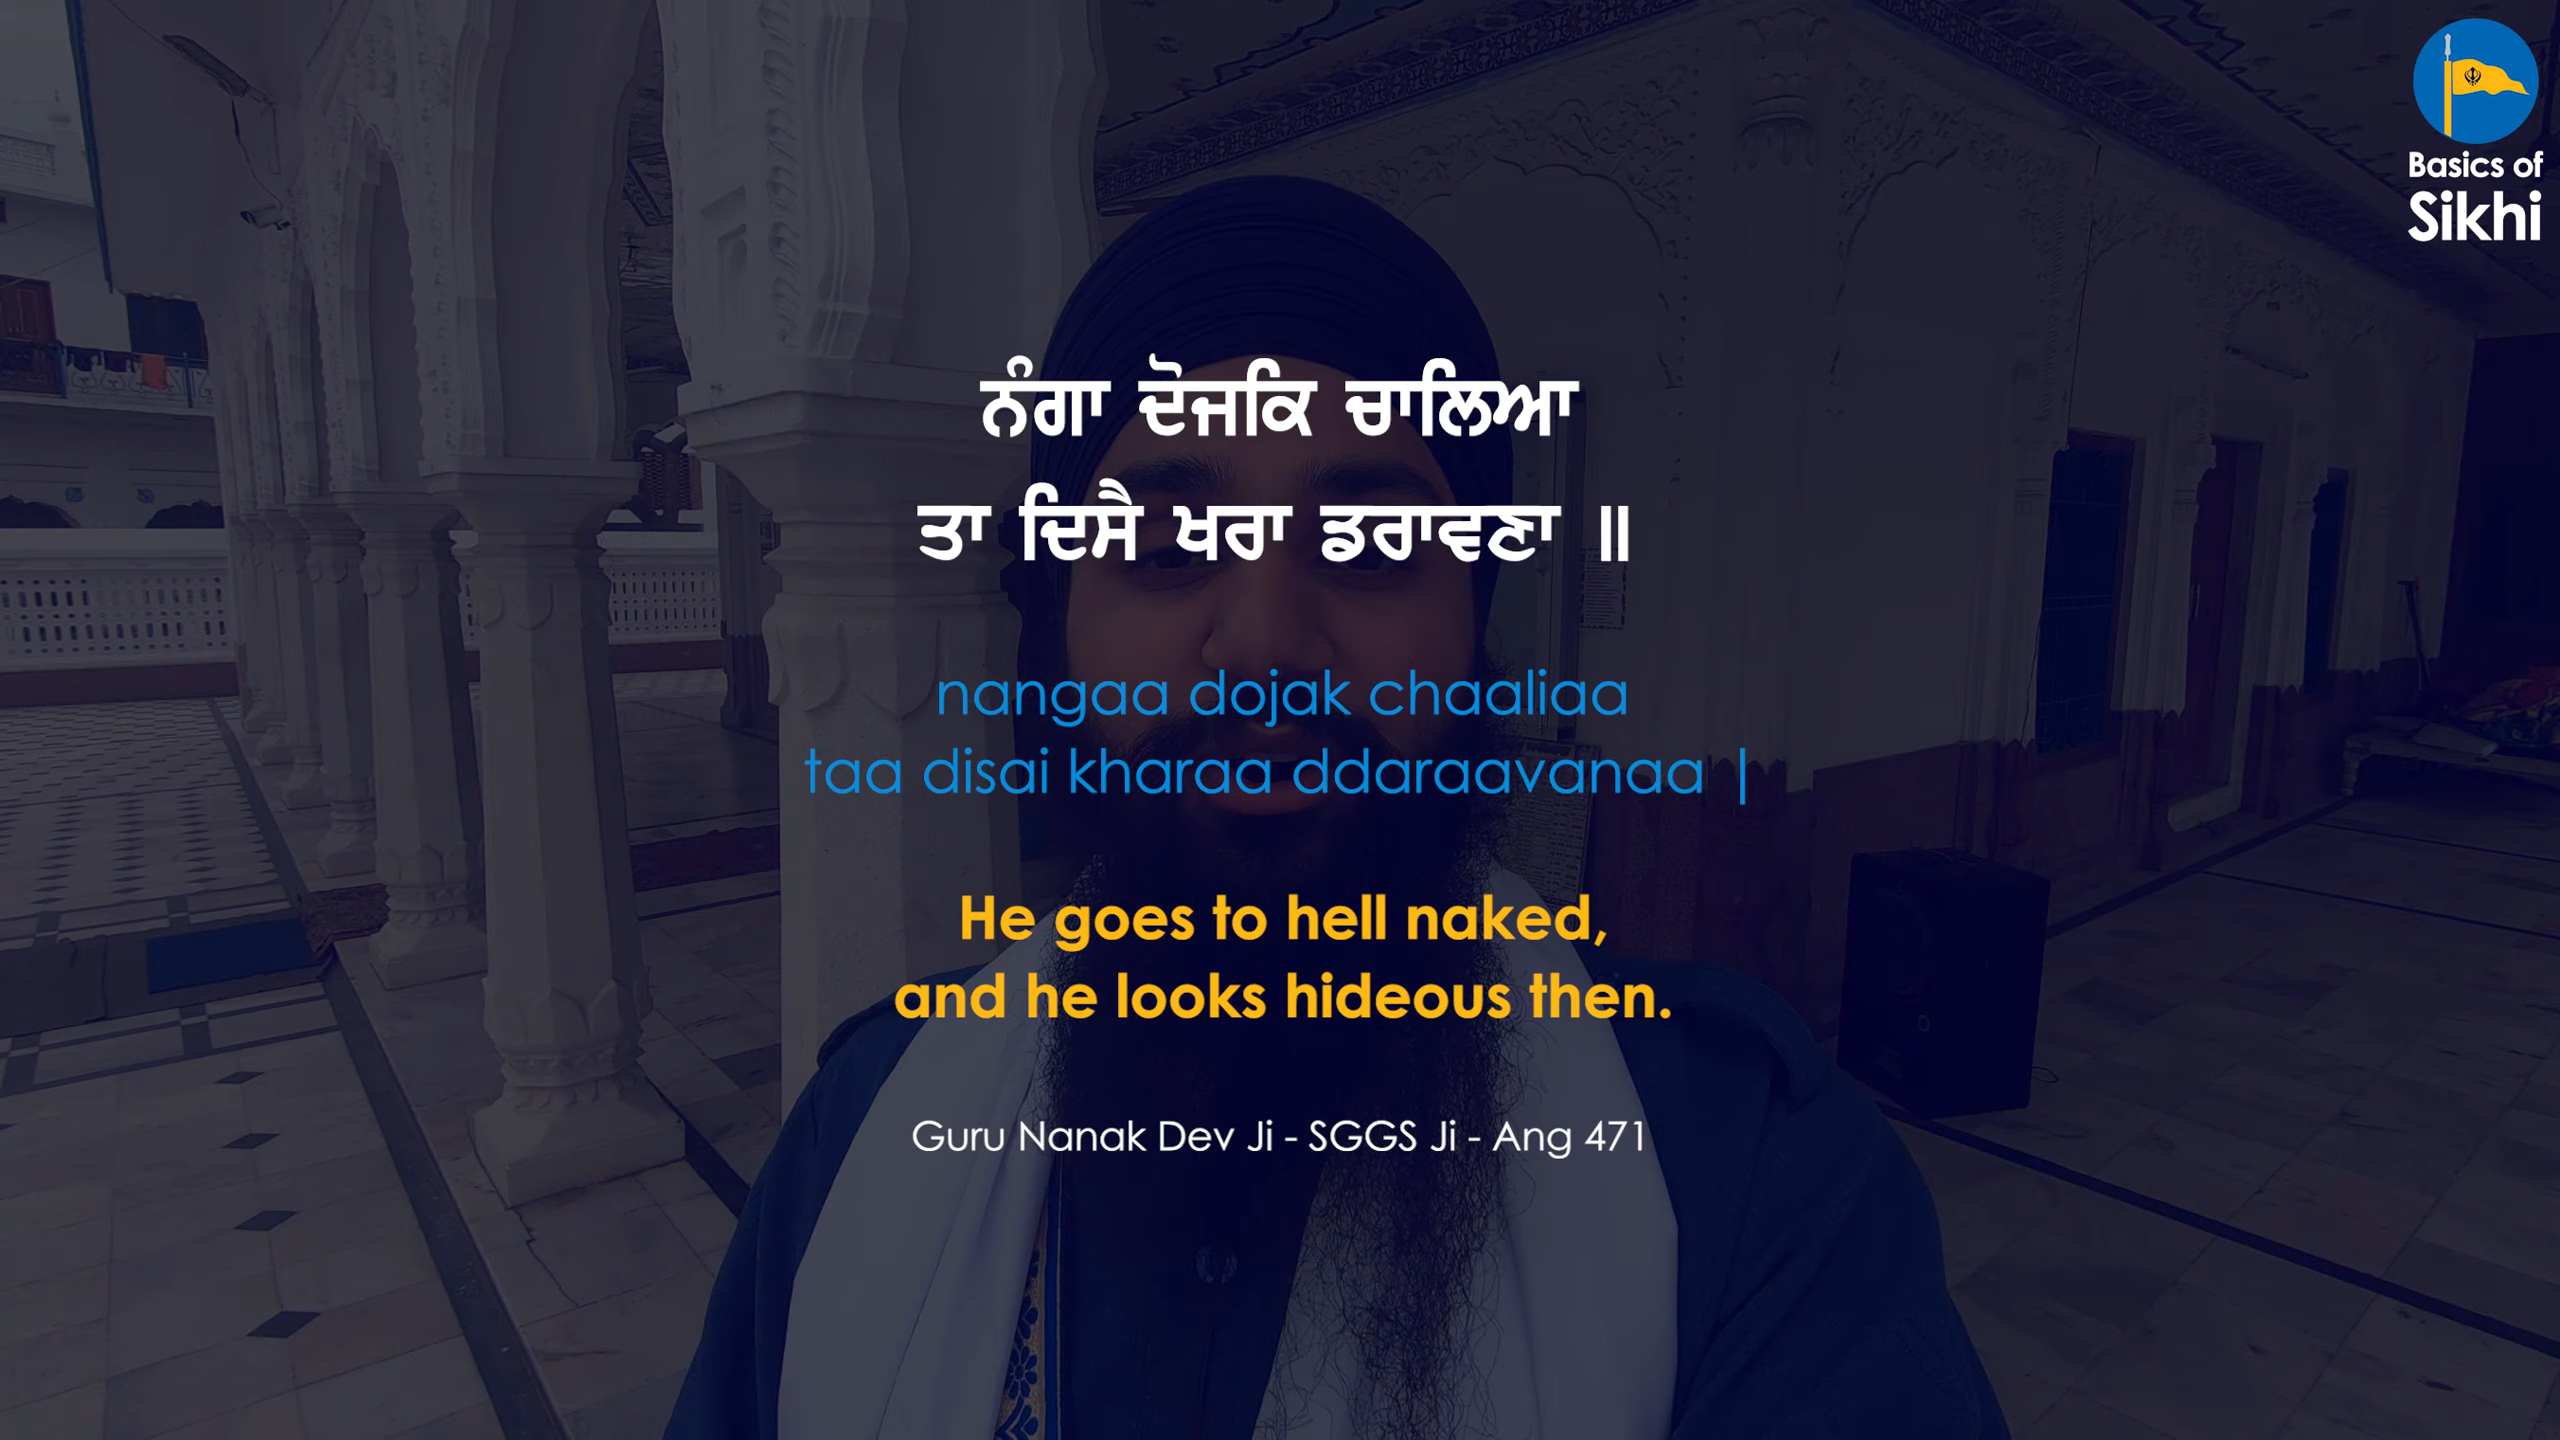 Basics of
Sikhi
ਨੰਗਾ ਦੋਜਕਿ ਚਾਲਿਆ
ਤਾ ਦਿਸੈ ਖਰਾ ਡਰਾਵਣਾ ॥
nangaa dojak chaaliaa
taa disai kharaa ddaraavanaa |
He goes to hell naked,
and he looks hideous then.
Guru Nanak Dev Ji - SGGS Ji - Ang 471